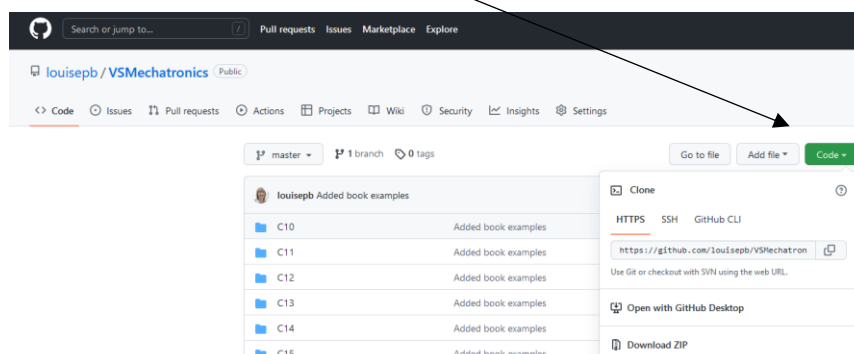 Search or jump to... / Pull requests Issues Marketplace Explore
louisepb / VSMechatronics Public
<> Code Issues Pull requests Actions Projects Wiki Security Insights Settings
master 1 branch 0 tags Go to file Add file Code
louisepb Added book examples
Clone
HTTPS SSH GitHub CLI
C10 Added book examples
https://github.com/louisepb/VSMechatron
C11 Added book examples
Use Git or checkout with SVN using the web URL.
C12 Added book examples
C13 Added book examples
Open with GitHub Desktop
C14 Added book examples
Download ZIP
C15 Added book examples